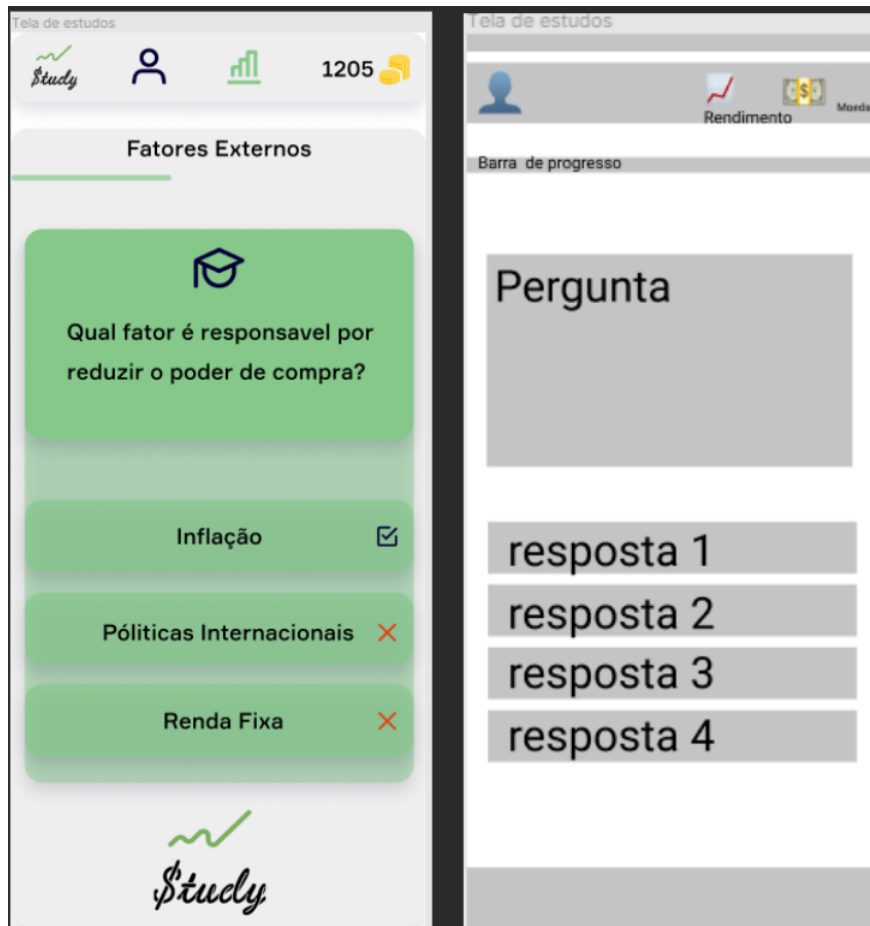 Tela de estudos
$tudy
1205
Fatores Externos
Qual fator é responsavel por
reduzir o poder de compra?
Inflação
Póliticas Internacionais
Renda Fixa
$tudy
Tela de estudos
$
Rendimento
Moeda
Barra de progresso
Pergunta
resposta 1
resposta 2
resposta 3
resposta 4